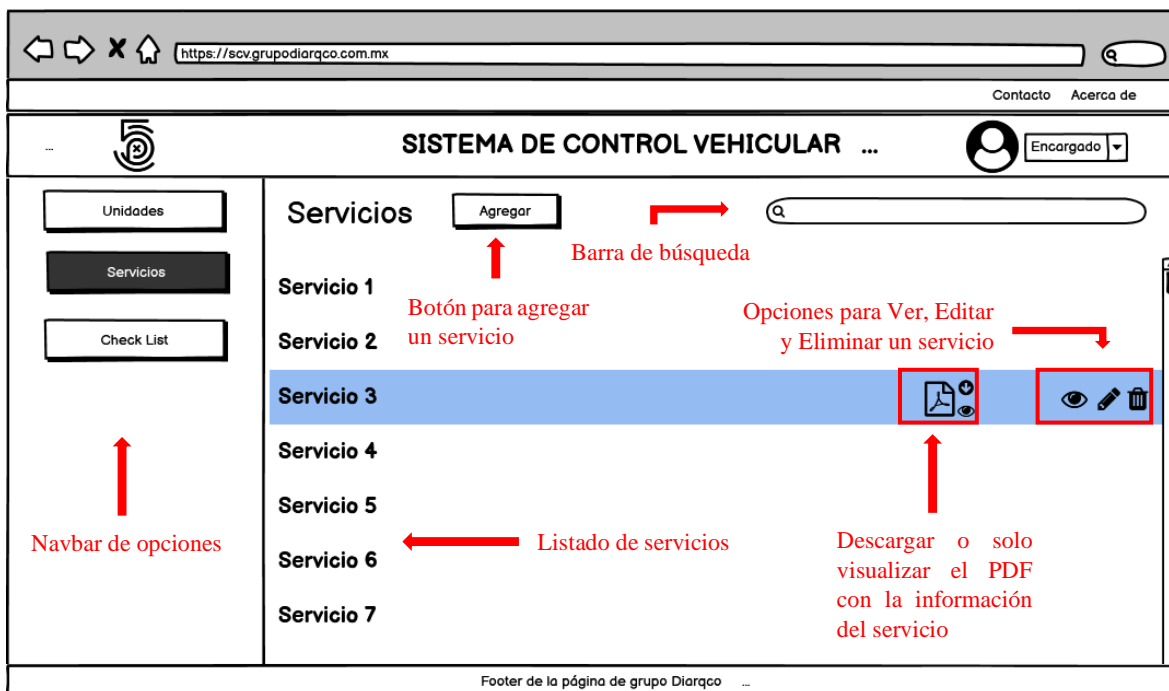 https://scv.grupodiarqco.com.mx
Contacto Acerca de
...
SISTEMA DE CONTROL VEHICULAR ...
Encargado
Unidades
Servicios
Check List
Navbar de opciones
Servicios
Agregar
Barra de búsqueda
Botón para agregar
un servicio
Opciones para Ver, Editar
y Eliminar un servicio
Servicio 1
Servicio 2
Servicio 3
Servicio 4
Servicio 5
Servicio 6
Servicio 7
Listado de servicios
Descargar o solo
visualizar el PDF
con la información
del servicio
Footer de la página de grupo Diarqco ...